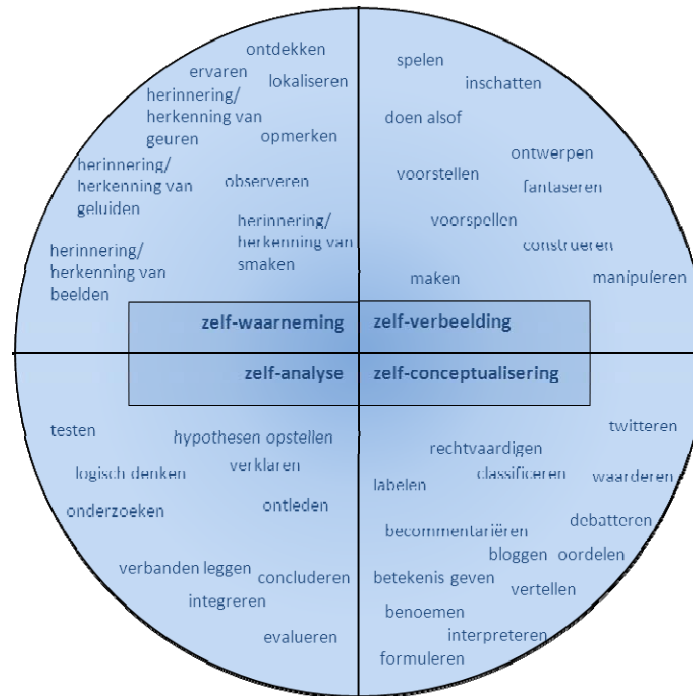 ontdekken
ervaren
lokaliseren
herinnering/
herkenning van
geuren
opmerken
herinnering/
herkenning van
geluiden
observeren
herinnering/
herkenning van
smaken
herinnering/
herkenning van
beelden
spelen
inschatten
doen alsof
ontwerpen
voorstellen
fantaseren
voorspellen
construeren
maken
manipuleren
zelf-waarneming
zelf-verbeelding
zelf-analyse
zelf-conceptualisering
testen
hypothesen opstellen
logisch denken
verklaren
onderzoeken
ontleden
verbanden leggen
concluderen
integreren
evalueren
twitteren
rechtvaardigen
classificeren
waarderen
labelen
debatteren
becommentariëren
bloggen
oordelen
betekenis geven
vertellen
benoemen
interpreteren
formuleren